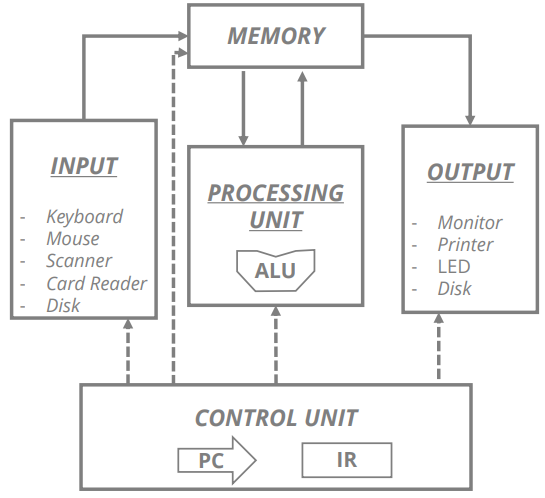 MEMORY
INPUT
- Keyboard
- Mouse
- Scanner
- Card Reader
- Disk
PROCESSING
UNIT
ALU
OUTPUT
- Monitor
- Printer
- LED
- Disk
CONTROL UNIT
PC
IR